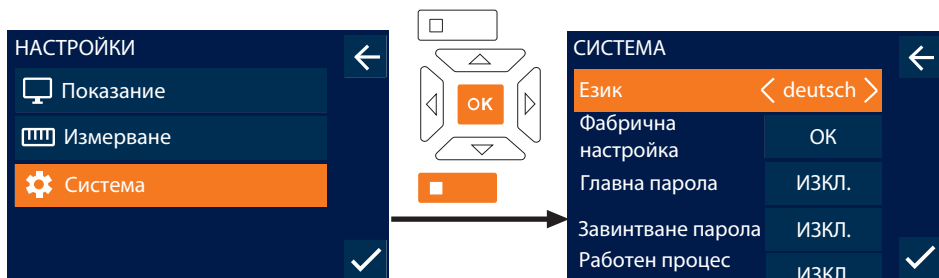 НАСТРОЙКИ
Показание
Измерване
Система
OK
СИСТЕМА
Език
deutsch
Фабрична
настройка
OK
Главна парола
ИЗКЛ.
Завинтване парола
ИЗКЛ.
Работен процес
ИЗКЛ